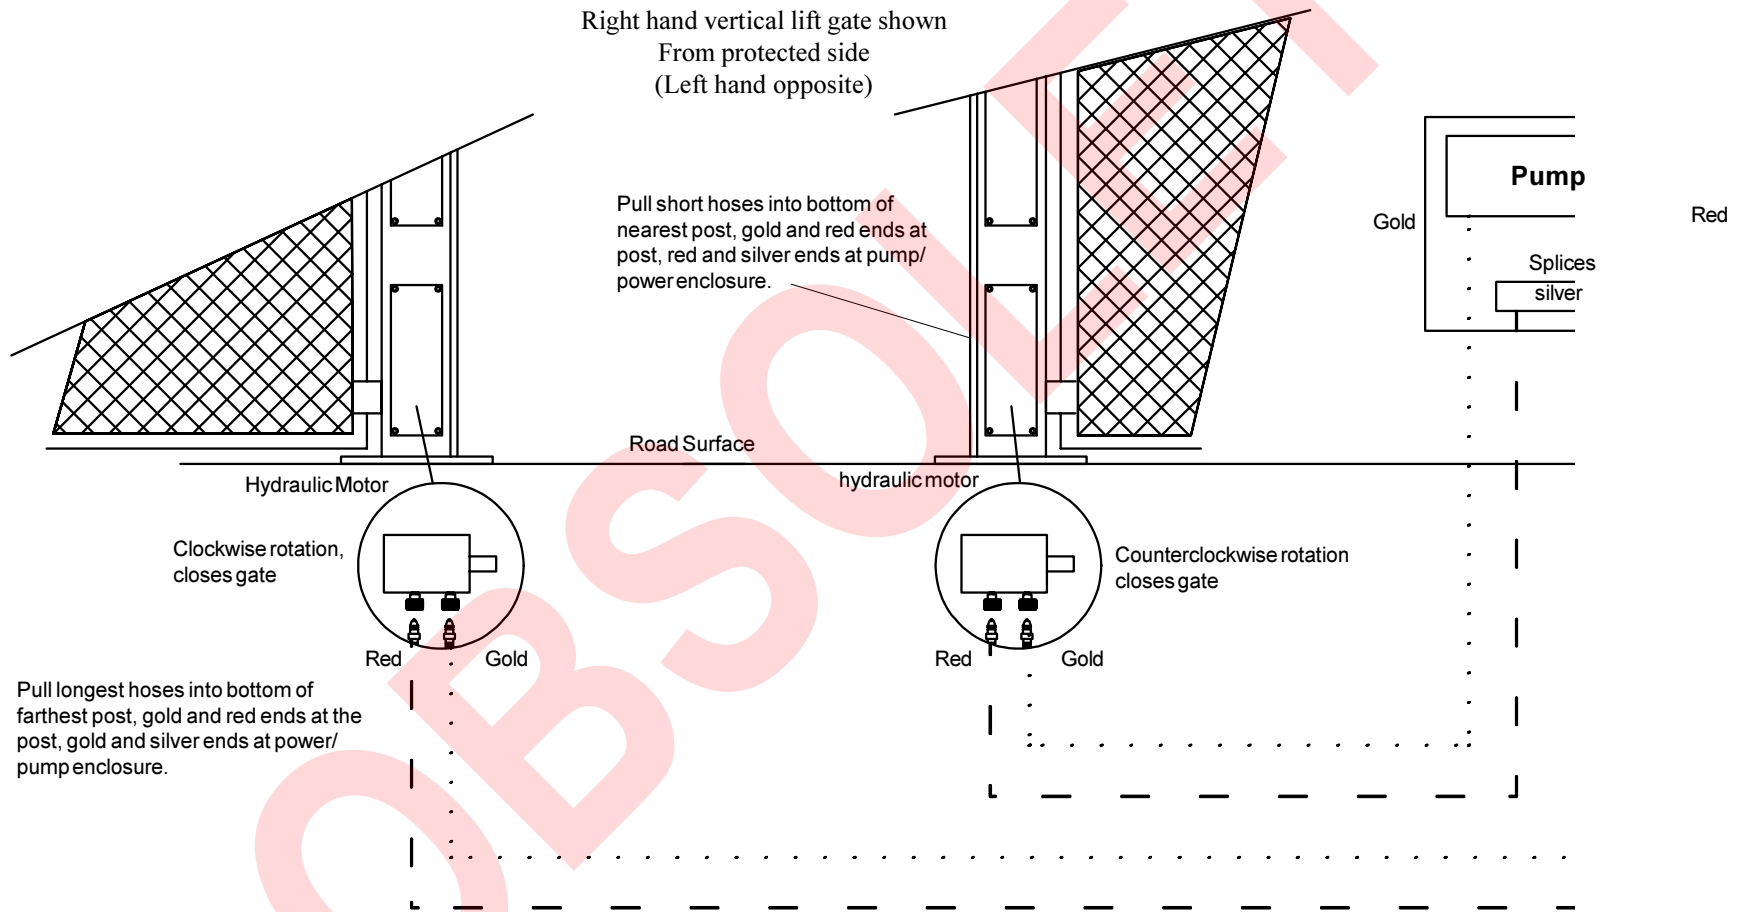 Right hand vertical lift gate shown
From protected side
(Left hand opposite)
Pull short hoses into bottom of
nearest post, gold and red ends at
post, red and silver ends at pump/
power enclosure.
Pump
Gold
Red
Splices
silver
Road Surface
Hydraulic Motor
hydraulic motor
Clockwise rotation,
closes gate
Counterclockwise rotation
closes gate
Red
Gold
Red
Gold
Pull longest hoses into bottom of
farthest post, gold and red ends at the
post, gold and silver ends at power/
pump enclosure.
OBSOLET